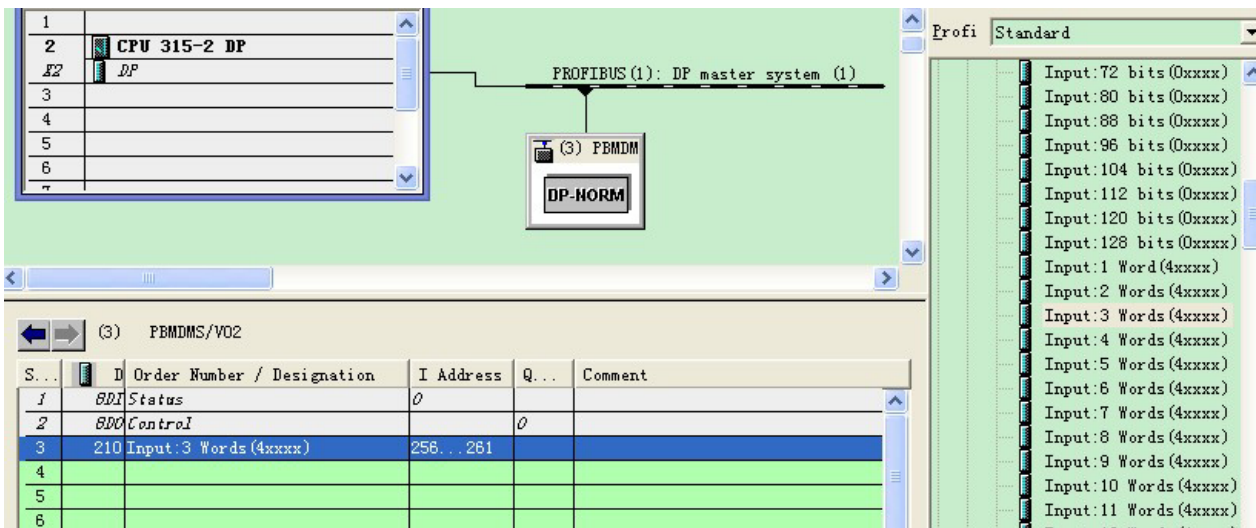 1
2 CPU 315-2 DP
X2 DP
3
4
5
6
7
PROFIBUS(1): DP master system (1)
(3) PBMDM
DP-NORM
(3) PBMDMS/V02
S... D Order Number / Designation I Address Q... Comment
1 8DI Status 0
2 8DO Control 0
3 210 Input:3 Words(4xxxx) 256...261
4
5
6
Profi Standard
Input:72 bits(0xxxx)
Input:80 bits(0xxxx)
Input:88 bits(0xxxx)
Input:96 bits(0xxxx)
Input:104 bits(0xxxx)
Input:112 bits(0xxxx)
Input:120 bits(0xxxx)
Input:128 bits(0xxxx)
Input:1 Word(4xxxx)
Input:2 Words(4xxxx)
Input:3 Words(4xxxx)
Input:4 Words(4xxxx)
Input:5 Words(4xxxx)
Input:6 Words(4xxxx)
Input:7 Words(4xxxx)
Input:8 Words(4xxxx)
Input:9 Words(4xxxx)
Input:10 Words(4xxxx)
Input:11 Words(4xxxx)